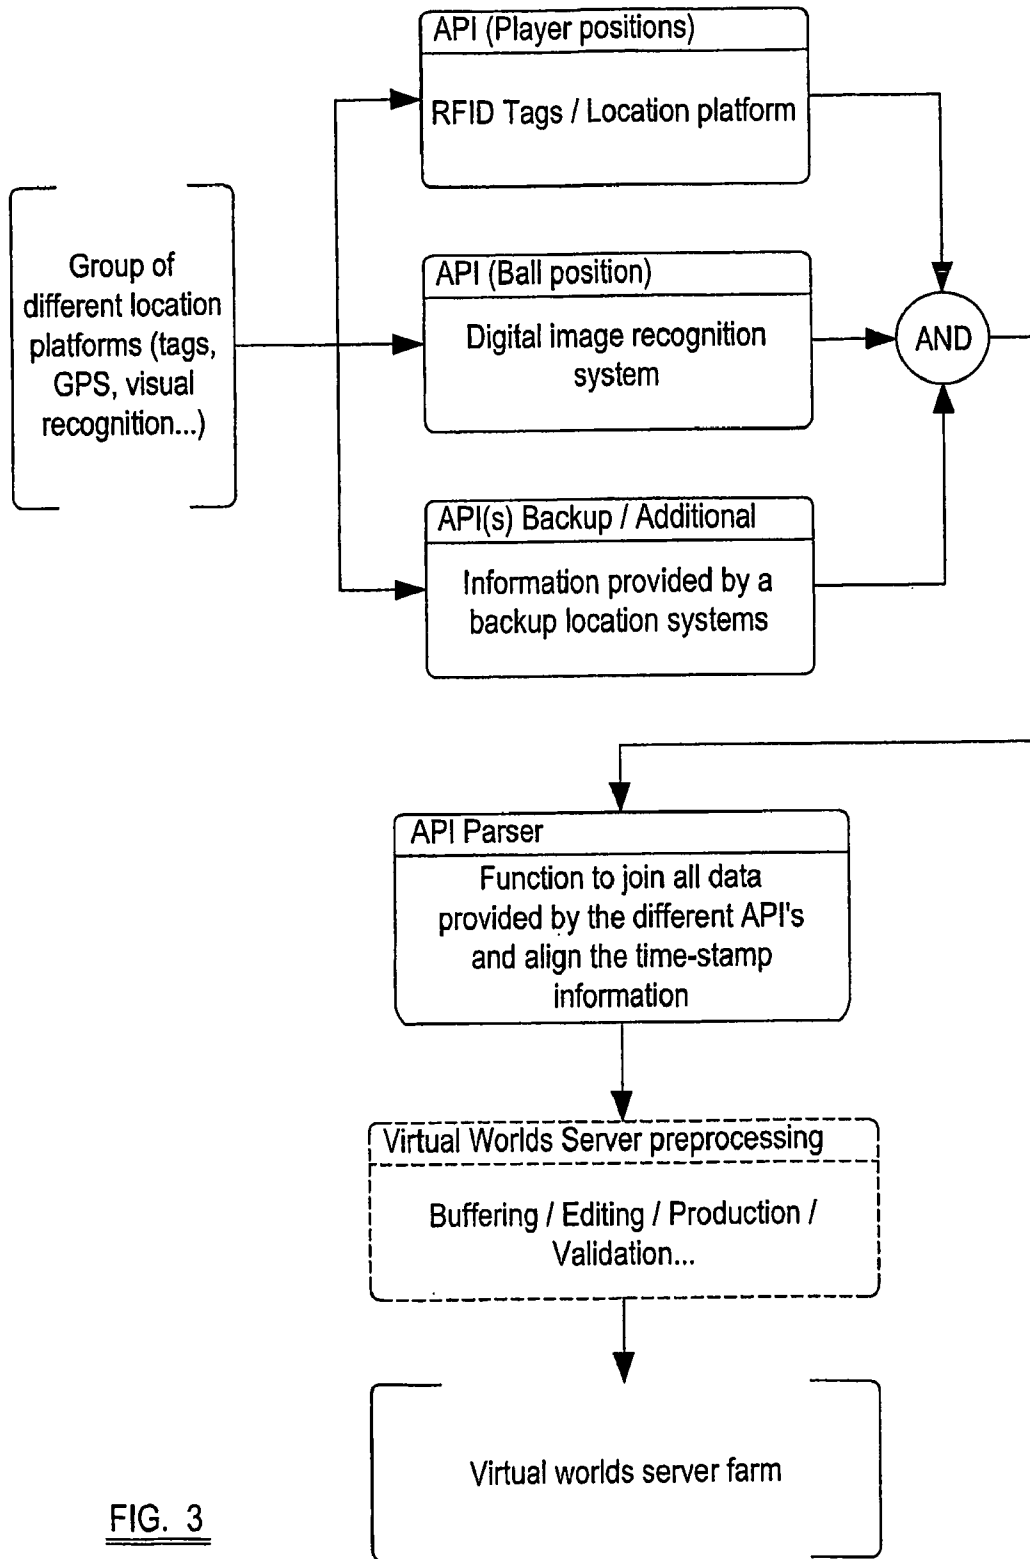 API (Player positions)
RFID Tags / Location platform
Group of
different location
platforms (tags,
GPS, visual
recognition...)
API (Ball position)
Digital image recognition
system
AND
API(s) Backup / Additional
Information provided by a
backup location systems
API Parser
Function to join all data
provided by the different API's
and align the time-stamp
information
Virtual Worlds Server preprocessing
Buffering / Editing / Production /
Validation...
Virtual worlds server farm
FIG. 3